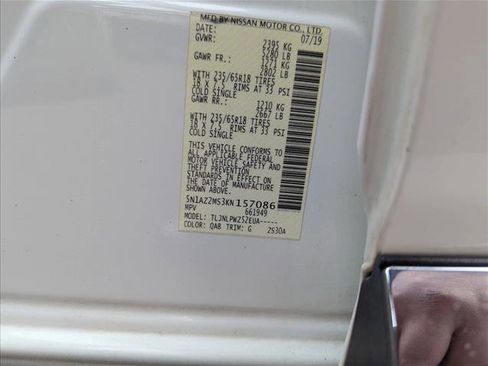 MFD BY NISSAN MOTOR CO., LTD.
DATE: 07/19
GVWR: 2395 KG
5280 LB
GAWR FR: 1271 KG
2802 LB
WITH 235/65R18 TIRES
18 X 7.5 RIMS AT 33 PSI
COLD SINGLE
GAWR RR: 1210 KG
2667 LB
WITH 235/65R18 TIRES
18 X 7.5 RIMS AT 33 PSI
COLD SINGLE
THIS VEHICLE CONFORMS TO
ALL APPLICABLE FEDERAL
MOTOR VEHICLE SAFETY AND
THEFT PREVENTION
STANDARDS IN EFFECT ON
THE DATE OF MANUFACTURE
SHOWN ABOVE.
5N1AZ2MS3KN157086
MPV 661949
MODEL: TLJNLPWZ52EUA-----
COLOR: QAB TRIM: G 2S30A